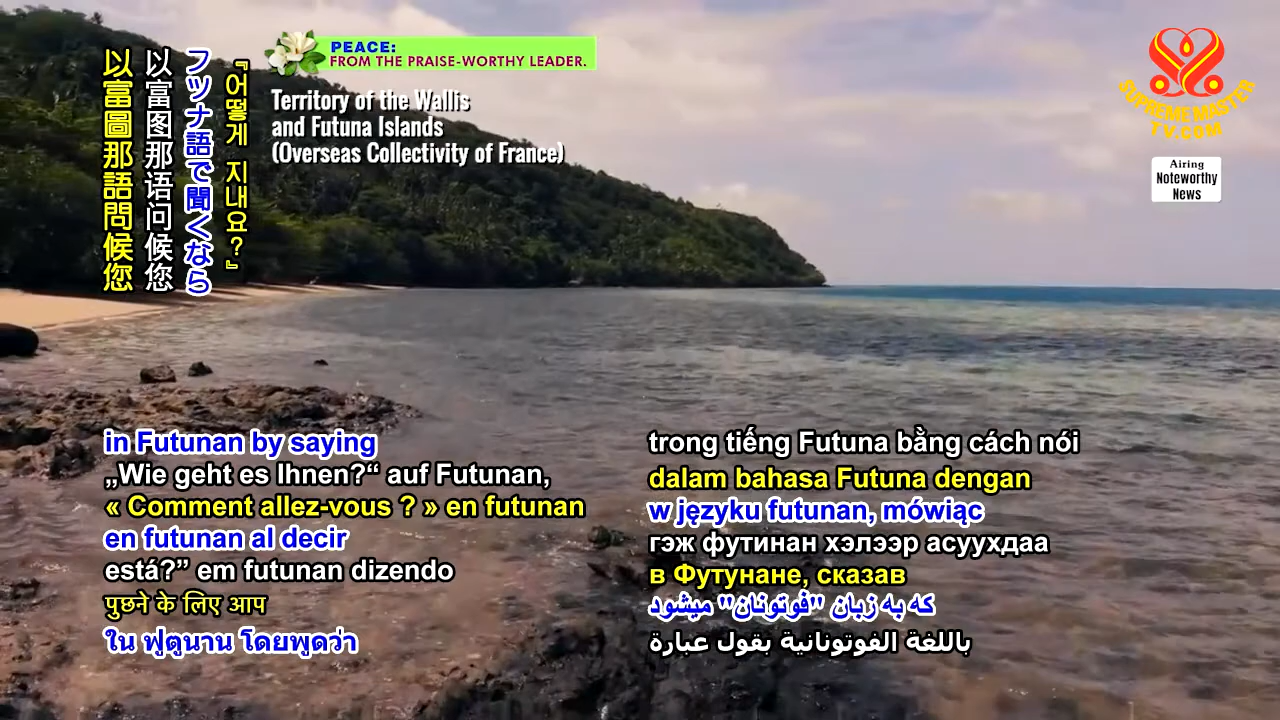 PEACE:
FROM THE PRAISE-WORTHY LEADER.
Territory of the Wallis
and Futuna Islands
(Overseas Collectivity of France)
SUPREME MASTER
TV.COM
Airing
Noteworthy
News
『어떻게 지내요?』
フツナ語で聞くなら
以富图那语问候您
以富圖那語問候您
in Futunan by saying
„Wie geht es Ihnen?“ auf Futunan,
« Comment allez-vous ? » en futunan
en futunan al decir
está?” em futunan dizendo
पुछने के लिए आप
ใน ฟูตูนาน โดยพูดว่า
trong tiếng Futuna bằng cách nói
dalam bahasa Futuna dengan
w języku futunan, mówiąc
гэж футинан хэлээр асуухдаа
в Футунане, сказав
که به زبان "فوتونان" میشود
باللغة الفوتونانية بقول عبارة